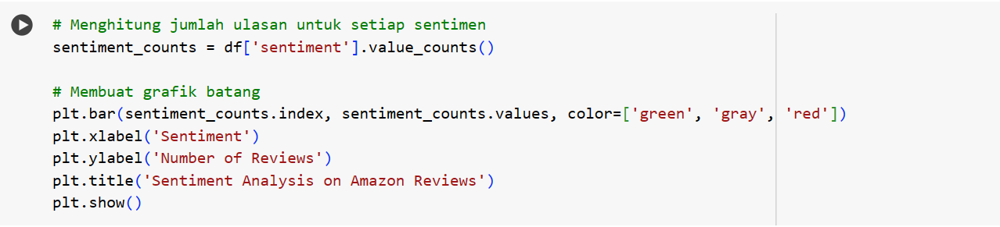 # Menghitung jumlah ulasan untuk setiap sentimen
sentiment_counts = df['sentiment'].value_counts()
# Membuat grafik batang
plt.bar(sentiment_counts.index, sentiment_counts.values, color=['green', 'gray', 'red'])
plt.xlabel('Sentiment')
plt.ylabel('Number of Reviews')
plt.title('Sentiment Analysis on Amazon Reviews')
plt.show()